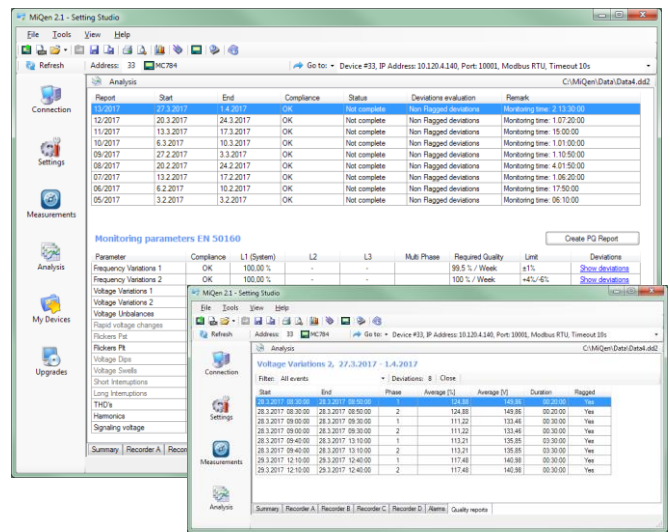 MiQen 2.1 - Setting Studio
File Tools View Help
Refresh Address: 33 MC784 Go to: Device #33, IP Address: 10.120.4.140, Port: 10001, Modbus RTU, Timeout 10s
Analysis C:\MiQen\Data\Data4.dd2
Report Start End Compliance Status Deviations evaluation Remark
13/2017 27.3.2017 1.4.2017 OK Not complete Non Flagged deviations Monitoring time: 2.13:30:00
12/2017 20.3.2017 24.3.2017 OK Not complete Non Flagged deviations Monitoring time: 1.07:20:00
11/2017 13.3.2017 17.3.2017 OK Not complete Non Flagged deviations Monitoring time: 15:00:00
10/2017 6.3.2017 10.3.2017 OK Not complete Non Flagged deviations Monitoring time: 1.01:00:00
09/2017 27.2.2017 3.3.2017 OK Not complete Non Flagged deviations Monitoring time: 1.10:50:00
08/2017 20.2.2017 24.2.2017 OK Not complete Non Flagged deviations Monitoring time: 4.01:50:00
07/2017 13.2.2017 17.2.2017 OK Not complete Non Flagged deviations Monitoring time: 1.06:20:00
06/2017 6.2.2017 10.2.2017 OK Not complete Non Flagged deviations Monitoring time: 17:50:00
05/2017 3.2.2017 3.2.2017 OK Not complete Non Flagged deviations Monitoring time: 06:10:00
Connection
Settings
Measurements
Analysis
My Devices
Upgrades
Monitoring parameters EN 50160 Create PQ Report
Parameter Compliance L1 (System) L2 L3 Multi Phase Required Quality Limit Deviations
Frequency Variations 1 OK 100,00 % - - 99.5 % / Week ±1% Show deviations
Frequency Variations 2 OK 100,00 % - - 100 % / Week +4%/-6% Show deviations
Voltage Variations 1
Voltage Variations 2
Voltage Unbalances
Rapid voltage changes
Flickers Pst
Flickers Plt
Voltage Dips
Voltage Swells
Short Interruptions
Long Interruptions
THD's
Harmonics
Signaling voltage
Summary Recorder A
MiQen 2.1 - Setting Studio
File Tools View Help
Refresh Address: 33 MC784 Go to: Device #33, IP Address: 10.120.4.140, Port: 10001, Modbus RTU, Timeout 10s
Analysis C:\MiQen\Data\Data4.dd2
Connection
Settings
Measurements
Analysis
Voltage Variations 2, 27.3.2017 - 1.4.2017
Filter: All events Deviations: 8 Close
Start End Phase Average [%] Average [V] Duration Flagged
28.3.2017 08:30:00 28.3.2017 08:50:00 1 124,88 149,86 00:20:00 Yes
28.3.2017 08:30:00 28.3.2017 08:50:00 2 124,88 149,86 00:20:00 Yes
28.3.2017 09:00:00 28.3.2017 09:30:00 1 111,22 133,46 00:30:00 Yes
28.3.2017 09:00:00 28.3.2017 09:30:00 2 111,22 133,46 00:30:00 Yes
28.3.2017 09:40:00 28.3.2017 13:10:00 1 113,21 135,85 03:30:00 Yes
28.3.2017 09:40:00 28.3.2017 13:10:00 2 113,21 135,85 03:30:00 Yes
29.3.2017 12:10:00 29.3.2017 12:40:00 1 117,48 140,98 00:30:00 Yes
29.3.2017 12:10:00 29.3.2017 12:40:00 2 117,48 140,98 00:30:00 Yes
Summary Recorder A Recorder B Recorder C Recorder D Alarms Quality reports